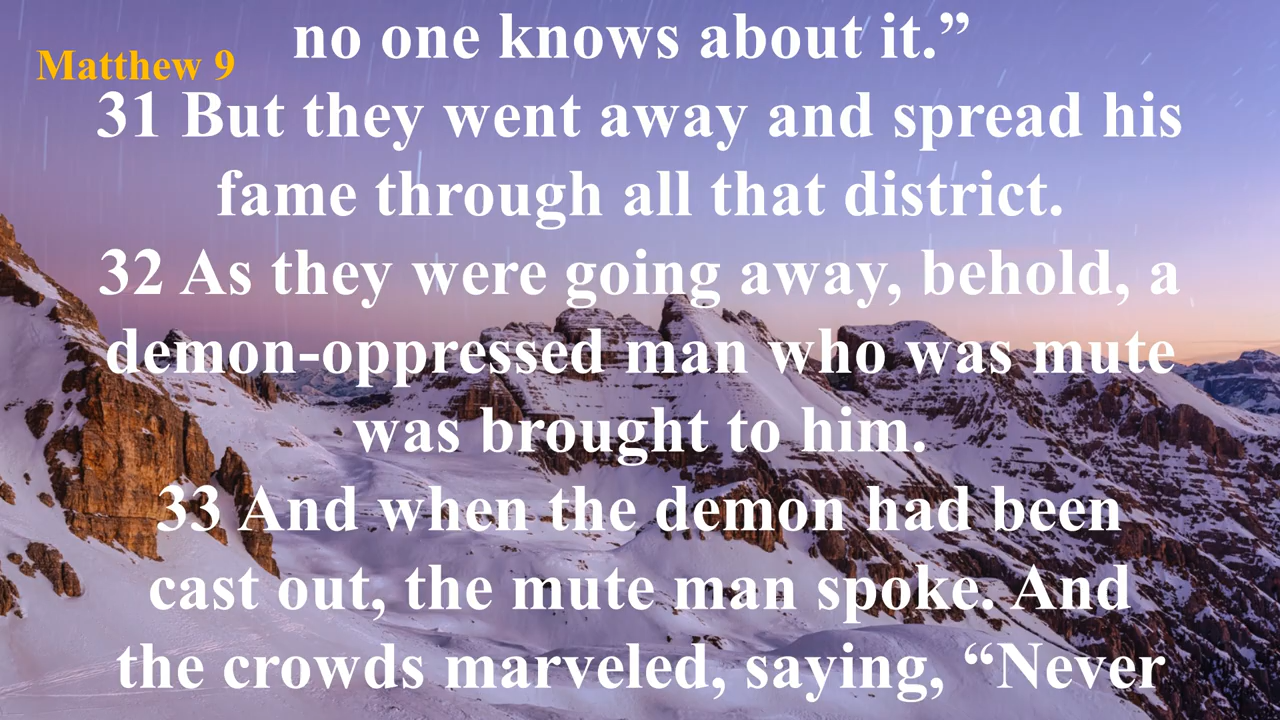 no one knows about it.”
Matthew 9
31 But they went away and spread his
fame through all that district.
32 As they were going away, behold, a
demon-oppressed man who was mute
was brought to him.
33 And when the demon had been
cast out, the mute man spoke. And
the crowds marveled, saying, “Never